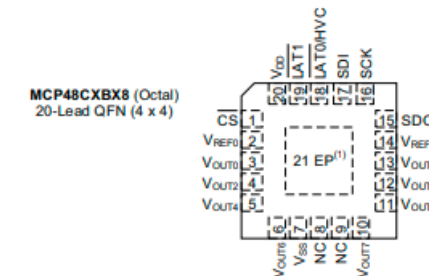 MCP48CXBX8 (Octal)
20-Lead QFN (4 x 4)
VDD
LAT1
LAT0/HVC
SDI
SCK
20 19 18 17 16
CS 1
VREF0 2
VOUT0 3
VOUT2 4
VOUT4 5
21 EP(1)
15 SDO
14 VREF
13 VOUT
12 VOUT
11 VOUT
6 7 8 9 10
VOUT6
VSS
NC
NC
VOUT7